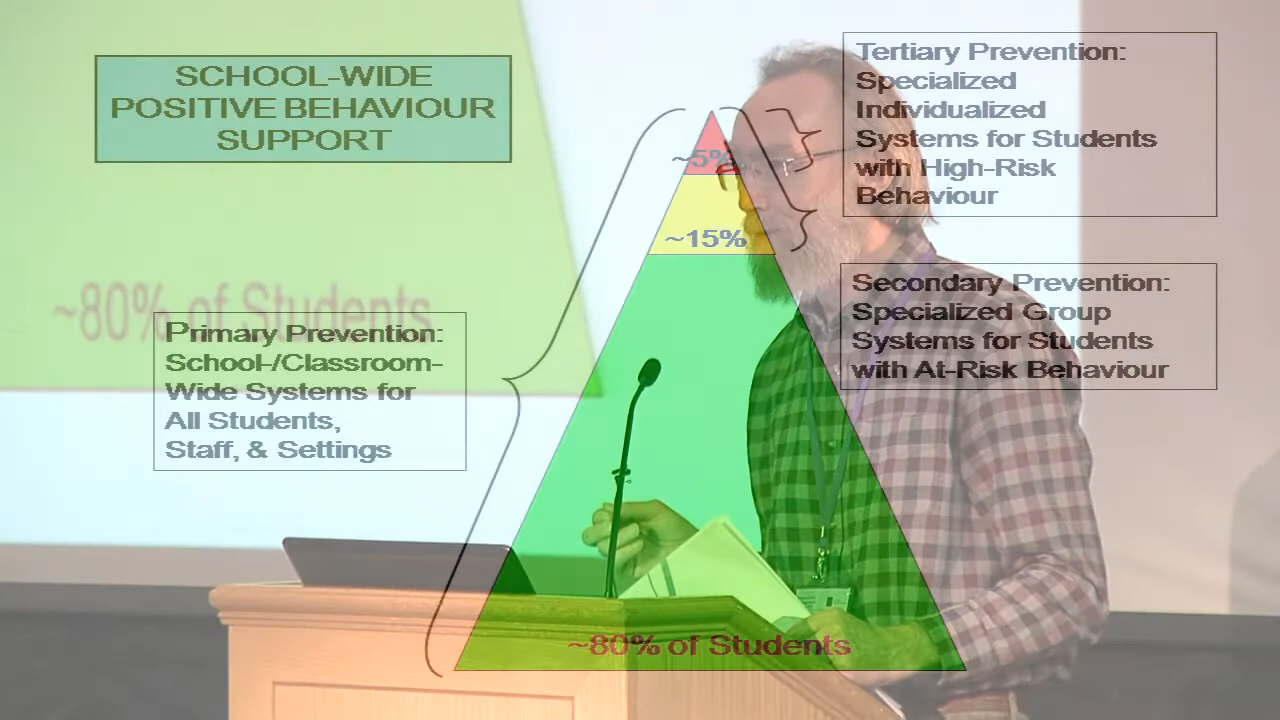 SCHOOL-WIDE
POSITIVE BEHAVIOUR
SUPPORT
Tertiary Prevention:
Specialized
Individualized
Systems for Students
with High-Risk
Behaviour
~5%
~15%
Secondary Prevention:
Specialized Group
Systems for Students
with At-Risk Behaviour
~80% of Students
Primary Prevention:
School-/Classroom-
Wide Systems for
All Students,
Staff, & Settings
~80% of Students